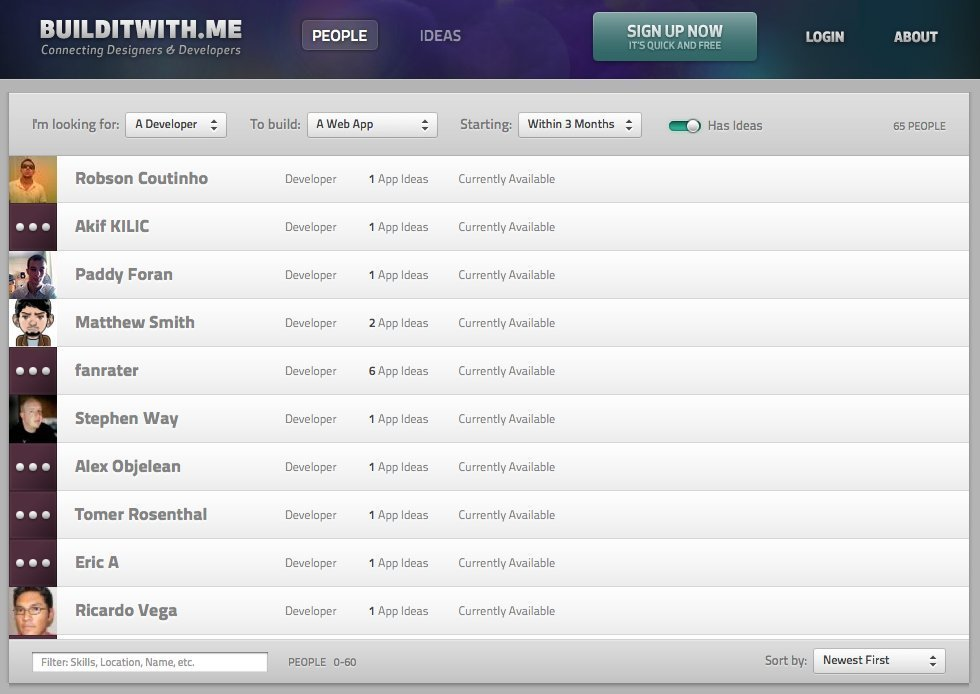 BUILDITWITH.ME
Connecting Designers & Developers
PEOPLE
IDEAS
SIGN UP NOW
IT'S QUICK AND FREE
LOGIN
ABOUT
I'm looking for: A Developer To build: A Web App Starting: Within 3 Months Has Ideas 65 PEOPLE
Robson Coutinho Developer 1 App Ideas Currently Available
Akif KILIC Developer 1 App Ideas Currently Available
Paddy Foran Developer 1 App Ideas Currently Available
Matthew Smith Developer 2 App Ideas Currently Available
fanrater Developer 6 App Ideas Currently Available
Stephen Way Developer 1 App Ideas Currently Available
Alex Objelean Developer 1 App Ideas Currently Available
Tomer Rosenthal Developer 1 App Ideas Currently Available
Eric A Developer 1 App Ideas Currently Available
Ricardo Vega Developer 1 App Ideas Currently Available
Filter: Skills, Location, Name, etc. PEOPLE 0-60 Sort by: Newest First